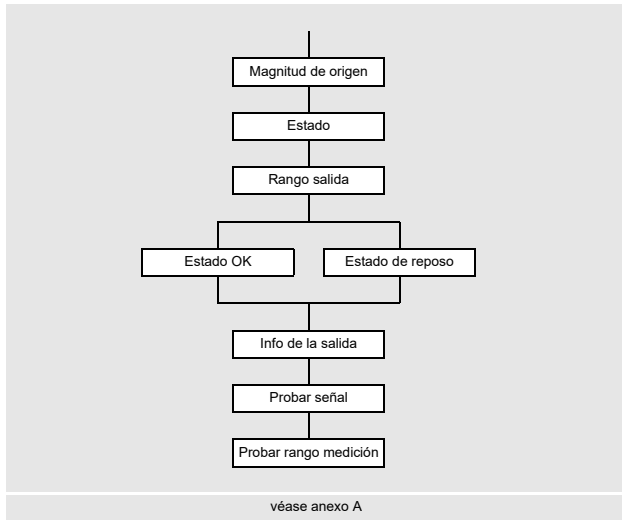 Magnitud de origen
Estado
Rango salida
Estado OK
Estado de reposo
Info de la salida
Probar señal
Probar rango medición
véase anexo A